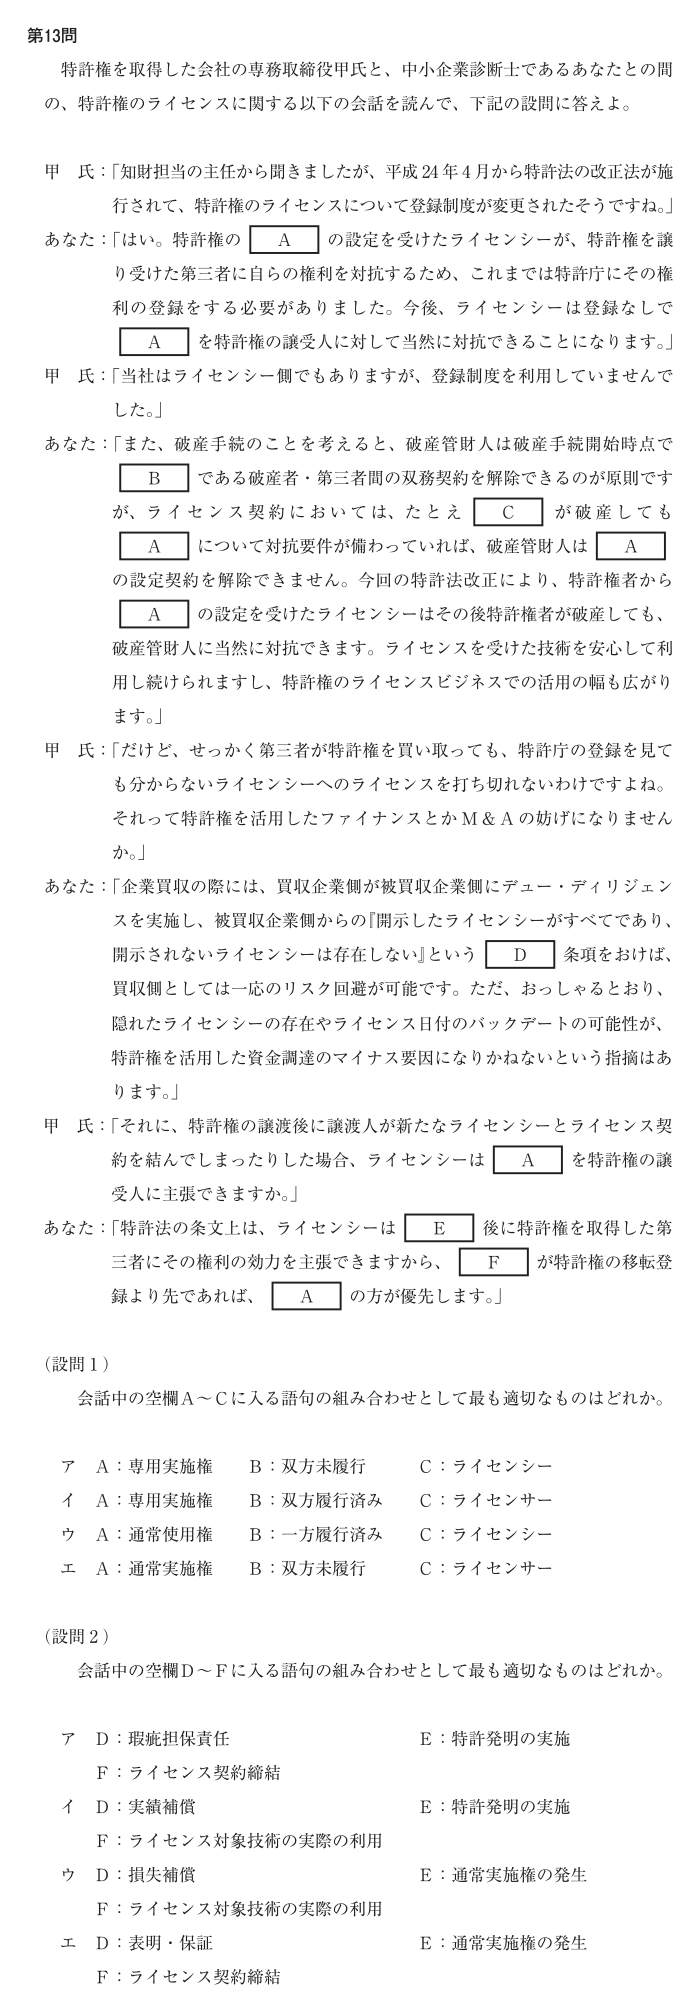 第13問
特許権を取得した会社の専務取締役甲氏と、中小企業診断士であるあなたとの間
の、特許権のライセンスに関する以下の会話を読んで、下記の設問に答えよ。
甲 氏:「知財担当の主任から聞きましたが、平成24年4月から特許法の改正法が施
行されて、特許権のライセンスについて登録制度が変更されたそうですね。」
あなた:「はい。特許権の A の設定を受けたライセンシーが、特許権を譲
り受けた第三者に自らの権利を対抗するため、これまでは特許庁にその権
利の登録をする必要がありました。今後、ライセンシーは登録なしで
A を特許権の譲受人に対して当然に対抗できることになります。」
甲 氏:「当社はライセンシー側でもありますが、登録制度を利用していませんで
した。」
あなた:「また、破産手続のことを考えると、破産管財人は破産手続開始時点で
B である破産者・第三者間の双務契約を解除できるのが原則です
が、ライセンス契約においては、たとえ C が破産しても
A について対抗要件が備わっていれば、破産管財人は A
の設定契約を解除できません。今回の特許法改正により、特許権者から
A の設定を受けたライセンシーはその後特許権者が破産しても、
破産管財人に当然に対抗できます。ライセンスを受けた技術を安心して利
用し続けられますし、特許権のライセンスビジネスでの活用の幅も広がり
ます。」
甲 氏:「だけど、せっかく第三者が特許権を買い取っても、特許庁の登録を見て
も分からないライセンシーへのライセンスを打ち切れないわけですよね。
それって特許権を活用したファイナンスとかM&Aの妨げになりません
か。」
あなた:「企業買収の際には、買収企業側が被買収企業側にデュー・ディリジェン
スを実施し、被買収企業側からの『開示したライセンシーがすべてであり、
開示されないライセンシーは存在しない』という D 条項をおけば、
買収側としては一応のリスク回避が可能です。ただ、おっしゃるとおり、
隠れたライセンシーの存在やライセンス日付のバックデートの可能性が、
特許権を活用した資金調達のマイナス要因になりかねないという指摘はあ
ります。」
甲 氏:「それに、特許権の譲渡後に譲渡人が新たなライセンシーとライセンス契
約を結んでしまったりした場合、ライセンシーは A を特許権の譲
受人に主張できますか。」
あなた:「特許法の条文上は、ライセンシーは E 後に特許権を取得した第
三者にその権利の効力を主張できますから、 F が特許権の移転登
録より先であれば、 A の方が優先します。」
(設問1)
会話中の空欄A~Cに入る語句の組み合わせとして最も適切なものはどれか。
ア A:専用実施権 B:双方未履行 C:ライセンシー
イ A:専用実施権 B:双方履行済み C:ライセンサー
ウ A:通常使用権 B:一方履行済み C:ライセンシー
エ A:通常実施権 B:双方未履行 C:ライセンサー
(設問2)
会話中の空欄D~Fに入る語句の組み合わせとして最も適切なものはどれか。
ア D:瑕疵担保責任 E:特許発明の実施
F:ライセンス契約締結
イ D:実績補償 E:特許発明の実施
F:ライセンス対象技術の実際の利用
ウ D:損失補償 E:通常実施権の発生
F:ライセンス対象技術の実際の利用
エ D:表明・保証 E:通常実施権の発生
F:ライセンス契約締結